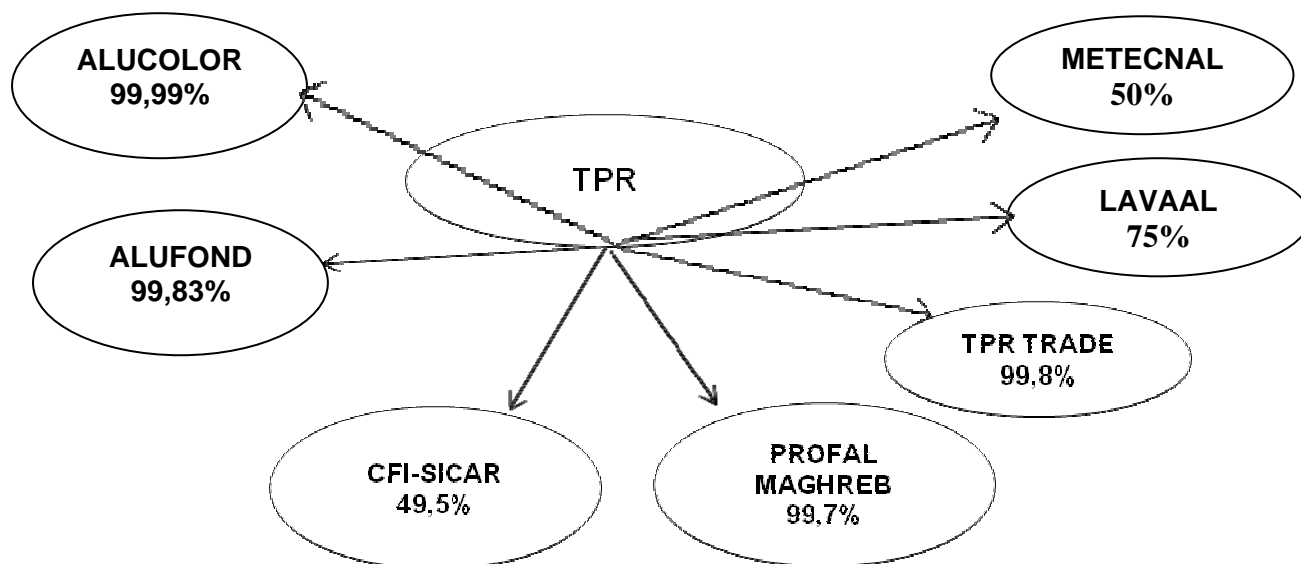 ALUCOLOR
99,99%
METECNAL
50%
TPR
LAVAAL
75%
ALUFOND
99,83%
TPR TRADE
99,8%
CFI-SICAR
49,5%
PROFAL
MAGHREB
99,7%